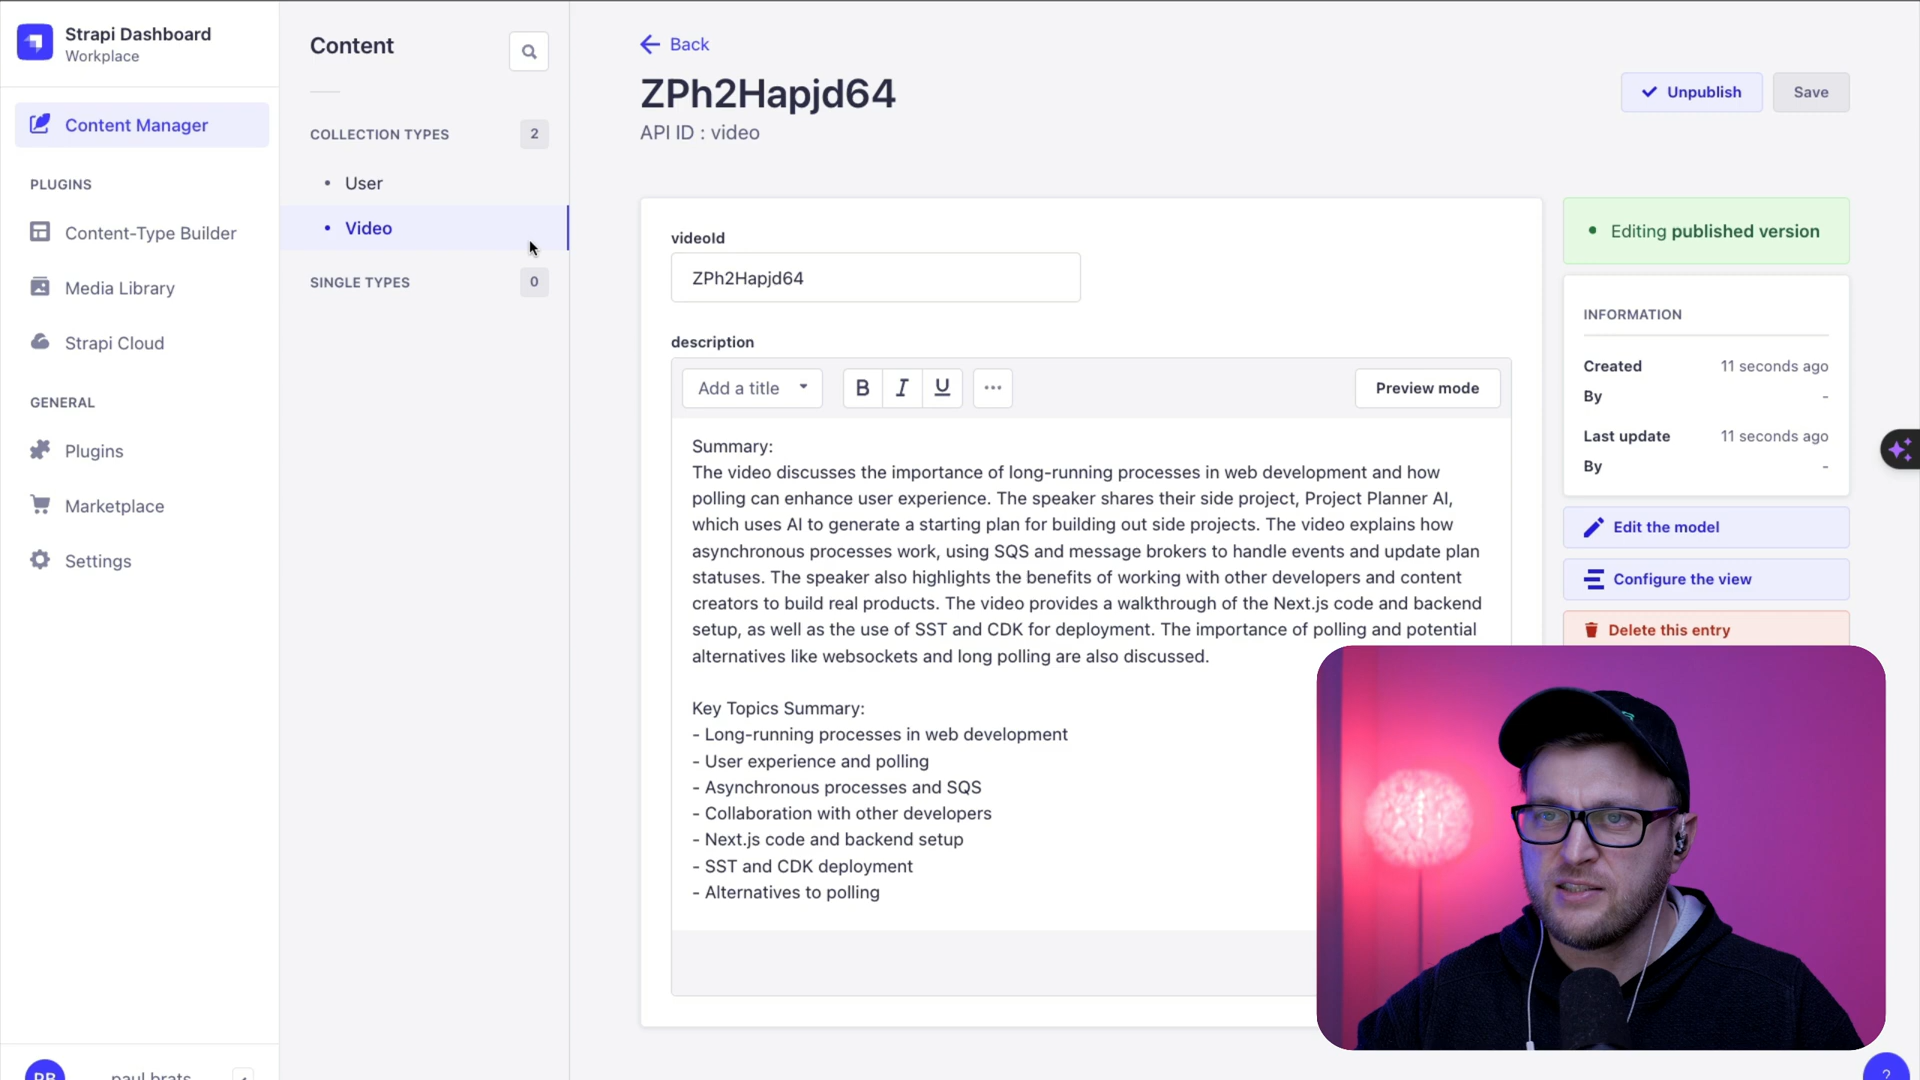 Strapi Dashboard
Workplace
Content Manager
PLUGINS
Content-Type Builder
Media Library
Strapi Cloud
GENERAL
Plugins
Marketplace
Settings
PB
paul brats
Content
COLLECTION TYPES 2
User
Video
SINGLE TYPES 0
Back
ZPh2Hapjd64
API ID : video
Unpublish
Save
videoId
ZPh2Hapjd64
description
Add a title B I U Preview mode
Summary:
The video discusses the importance of long-running processes in web development and how
polling can enhance user experience. The speaker shares their side project, Project Planner AI,
which uses AI to generate a starting plan for building out side projects. The video explains how
asynchronous processes work, using SQS and message brokers to handle events and update plan
statuses. The speaker also highlights the benefits of working with other developers and content
creators to build real products. The video provides a walkthrough of the Next.js code and backend
setup, as well as the use of SST and CDK for deployment. The importance of polling and potential
alternatives like websockets and long polling are also discussed.
Key Topics Summary:
- Long-running processes in web development
- User experience and polling
- Asynchronous processes and SQS
- Collaboration with other developers
- Next.js code and backend setup
- SST and CDK deployment
- Alternatives to polling
Editing published version
INFORMATION
Created 11 seconds ago
By -
Last update 11 seconds ago
By -
Edit the model
Configure the view
Delete this entry
?